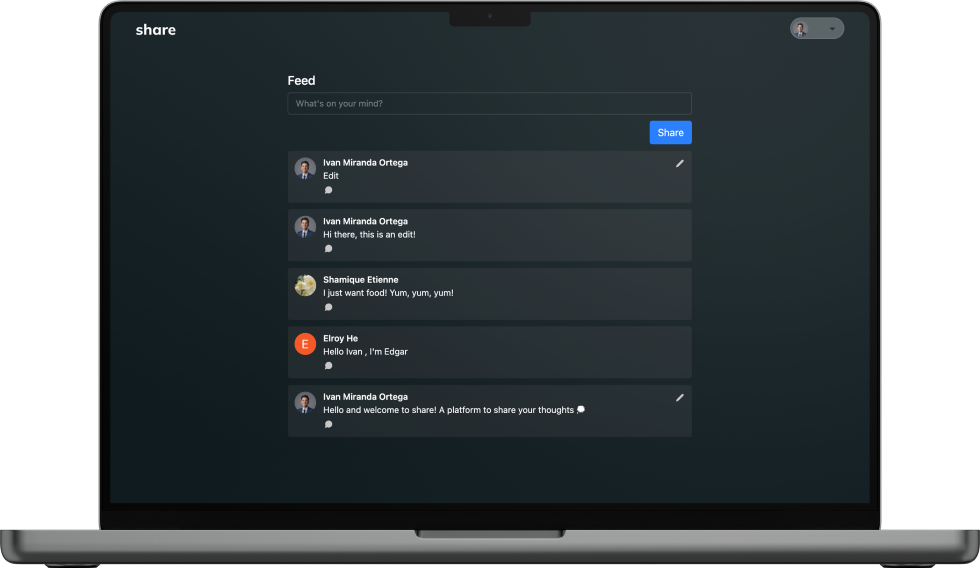 share
Feed
What's on your mind?
Share
Ivan Miranda Ortega
Edit
Ivan Miranda Ortega
Hi there, this is an edit!
Shamique Etienne
I just want food! Yum, yum, yum!
E
Elroy He
Hello Ivan , I'm Edgar
Ivan Miranda Ortega
Hello and welcome to share! A platform to share your thoughts 💭